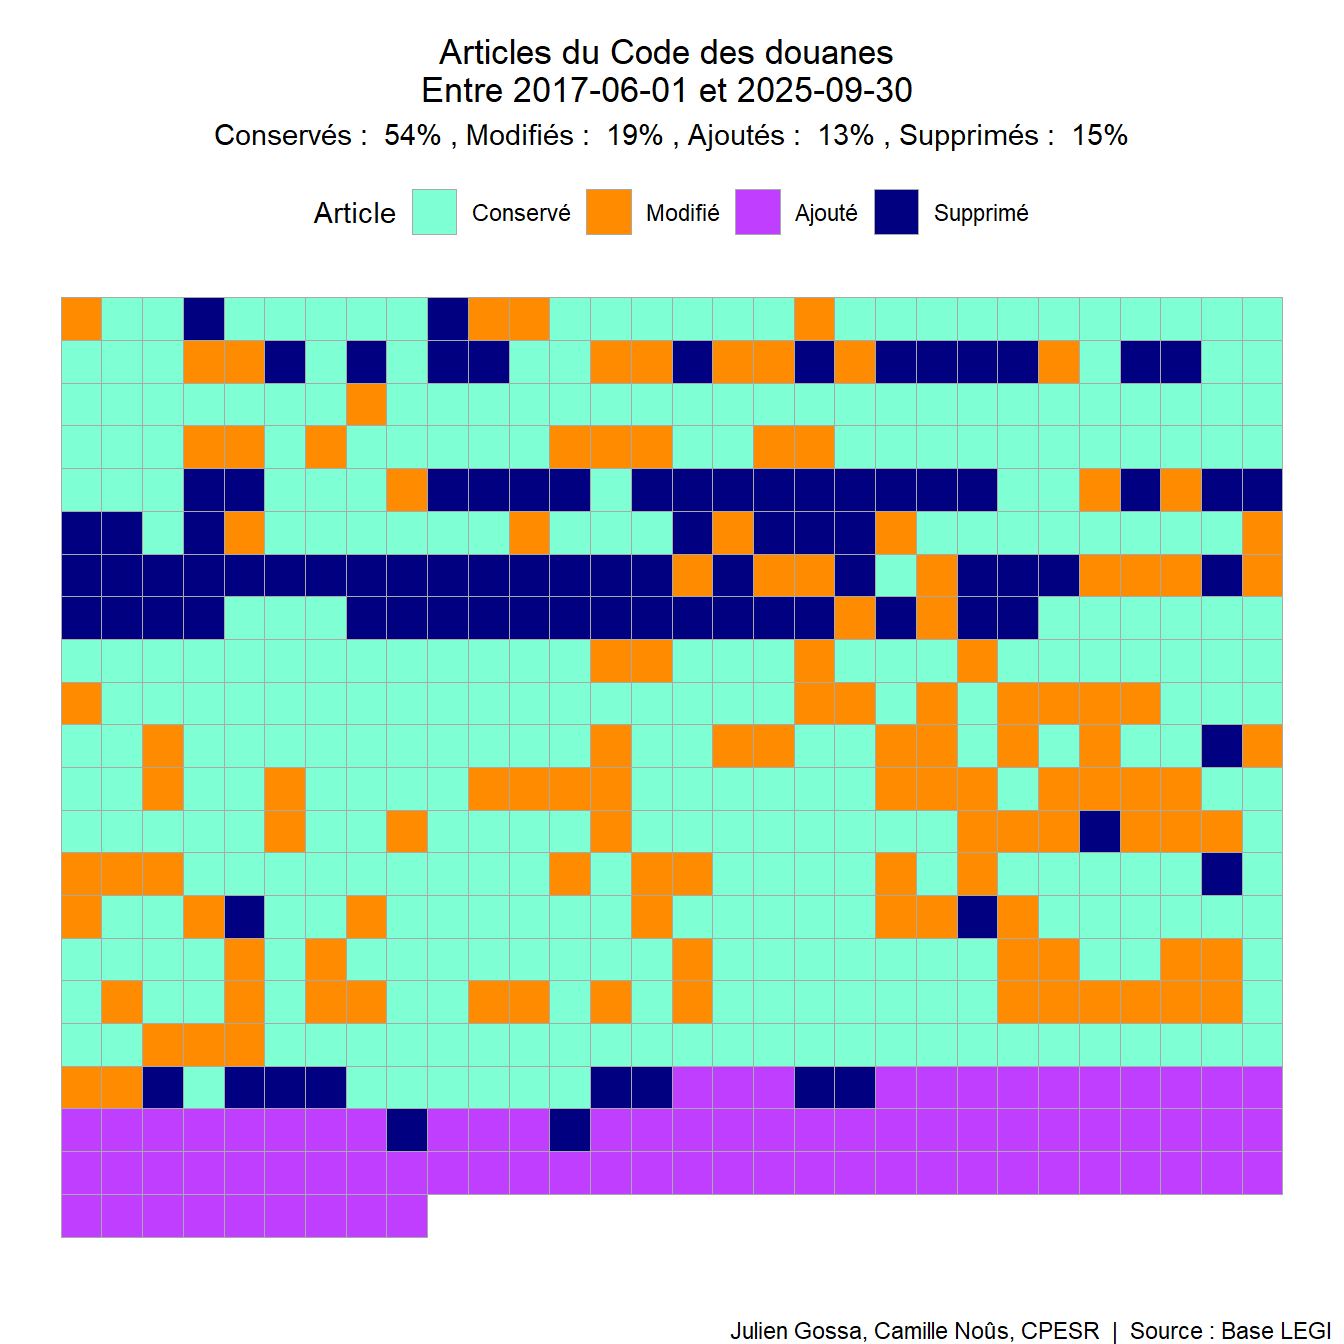 Articles du Code des douanes
Entre 2017-06-01 et 2025-09-30
Conservés :  54% , Modifiés :  19% , Ajoutés :  13% , Supprimés :  15%
Article Conservé Modifié Ajouté Supprimé
Julien Gossa, Camille Noûs, CPESR | Source : Base LEGI